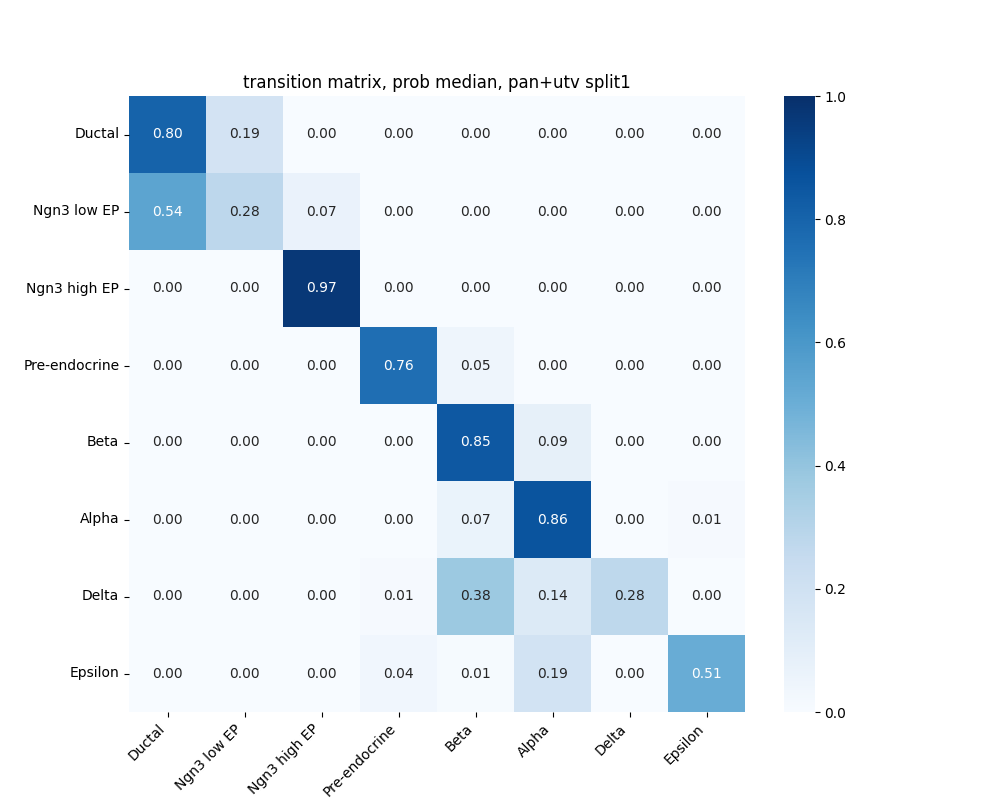 transition matrix, prob median, pan+utv split1
Ductal 0.80 0.19 0.00 0.00 0.00 0.00 0.00 0.00
Ngn3 low EP 0.54 0.28 0.07 0.00 0.00 0.00 0.00 0.00
Ngn3 high EP 0.00 0.00 0.97 0.00 0.00 0.00 0.00 0.00
Pre-endocrine 0.00 0.00 0.00 0.76 0.05 0.00 0.00 0.00
Beta 0.00 0.00 0.00 0.00 0.85 0.09 0.00 0.00
Alpha 0.00 0.00 0.00 0.00 0.07 0.86 0.00 0.01
Delta 0.00 0.00 0.00 0.01 0.38 0.14 0.28 0.00
Epsilon 0.00 0.00 0.00 0.04 0.01 0.19 0.00 0.51
Ductal Ngn3 low EP Ngn3 high EP Pre-endocrine Beta Alpha Delta Epsilon
1.0
0.8
0.6
0.4
0.2
0.0